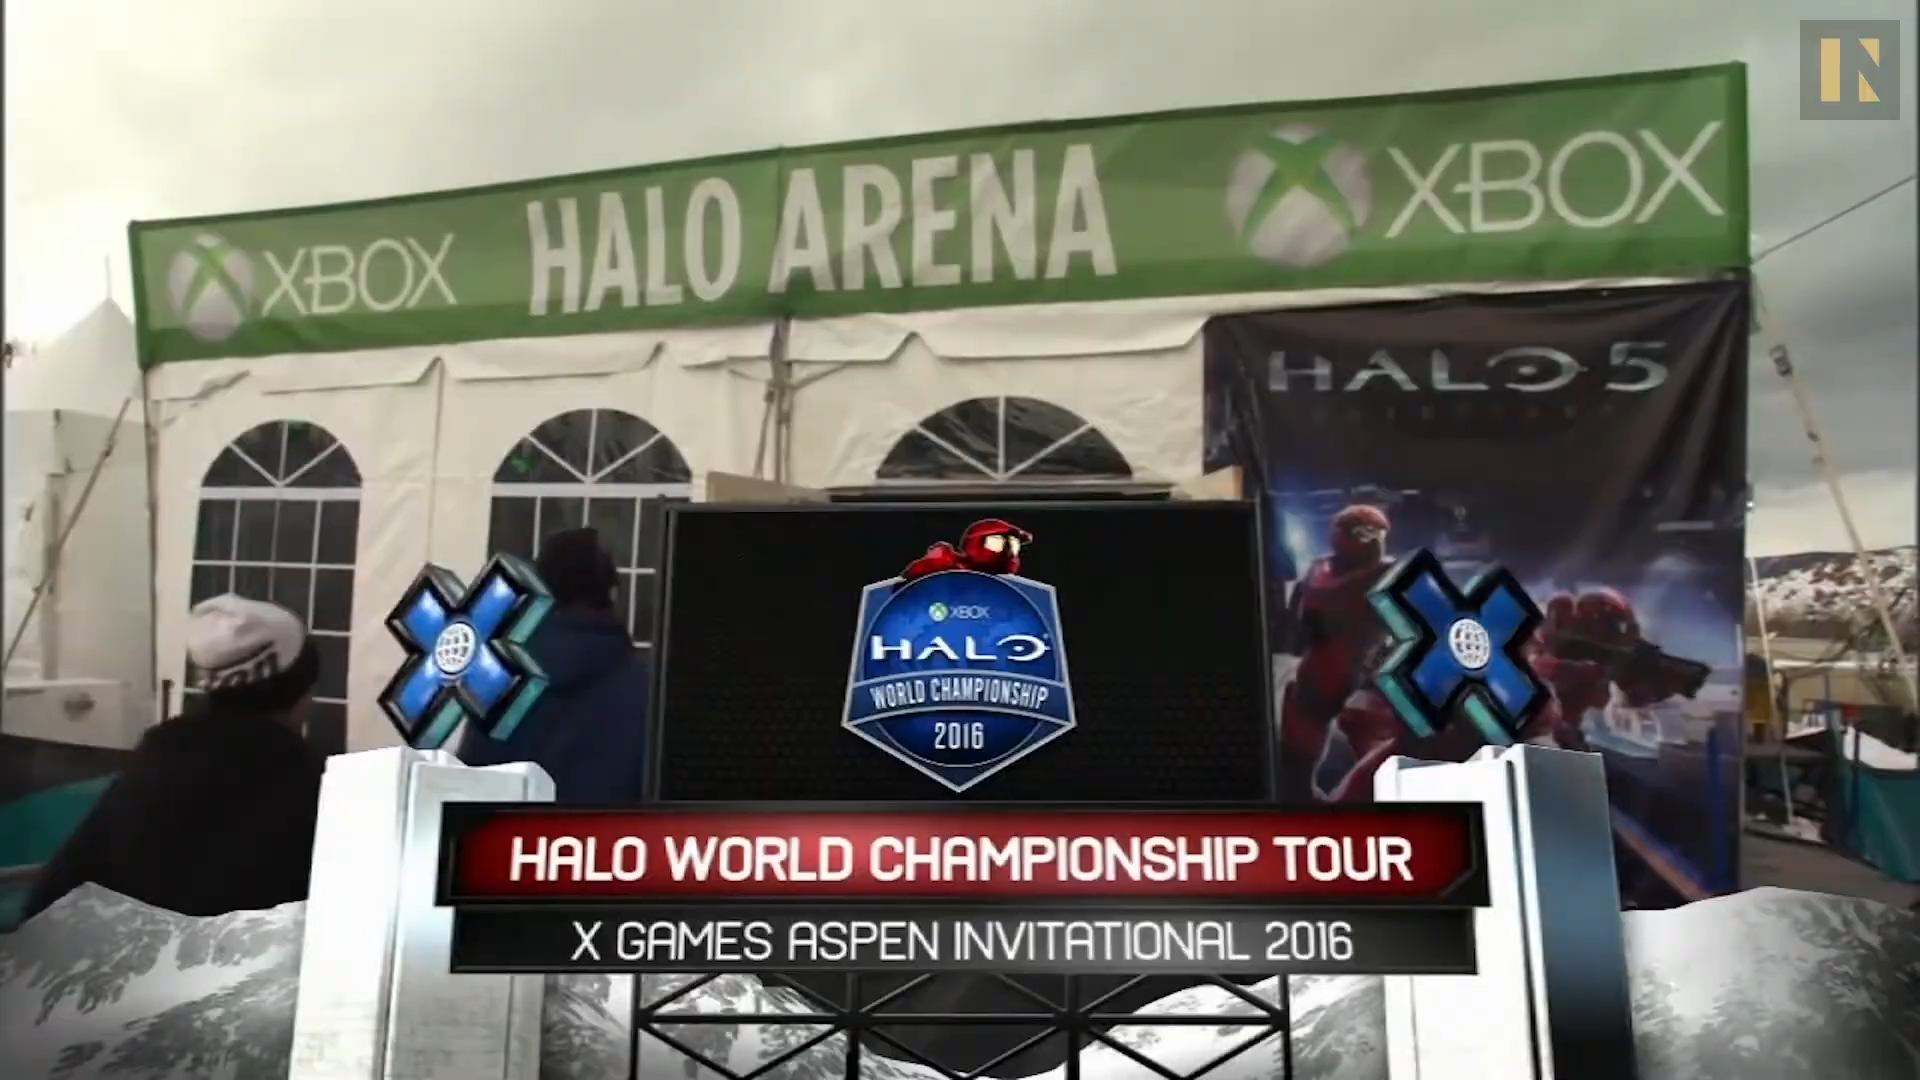 XBOX HALO ARENA XBOX
HALO 5
XBOX
HALO
WORLD CHAMPIONSHIP
2016
HALO WORLD CHAMPIONSHIP TOUR
X GAMES ASPEN INVITATIONAL 2016